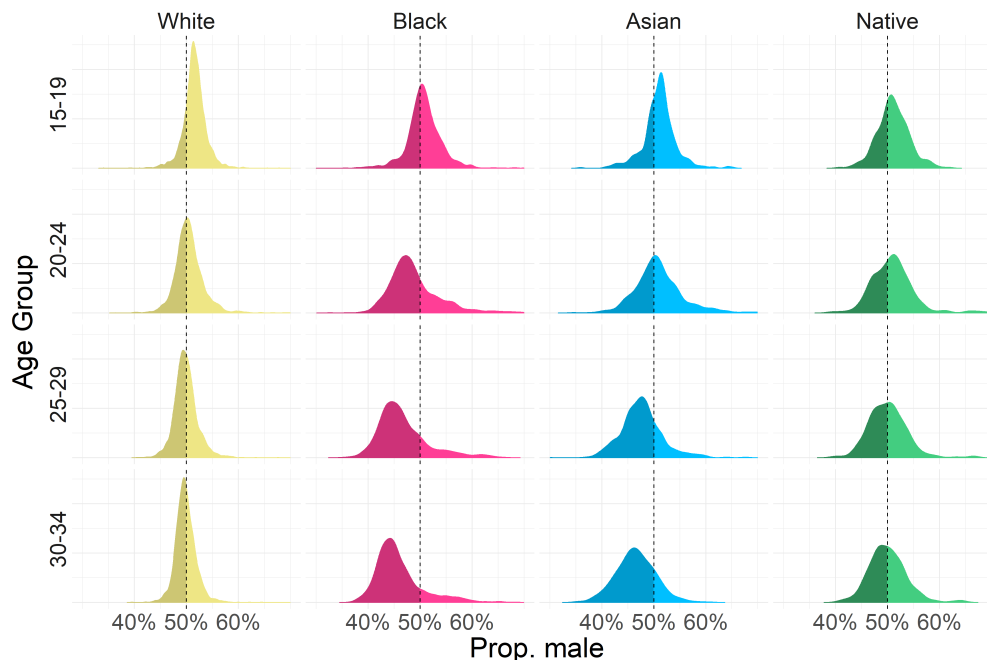 White Black Asian Native
15-19
20-24
25-29
30-34
Age Group
40% 50% 60% 40% 50% 60% 40% 50% 60% 40% 50% 60%
Prop. male